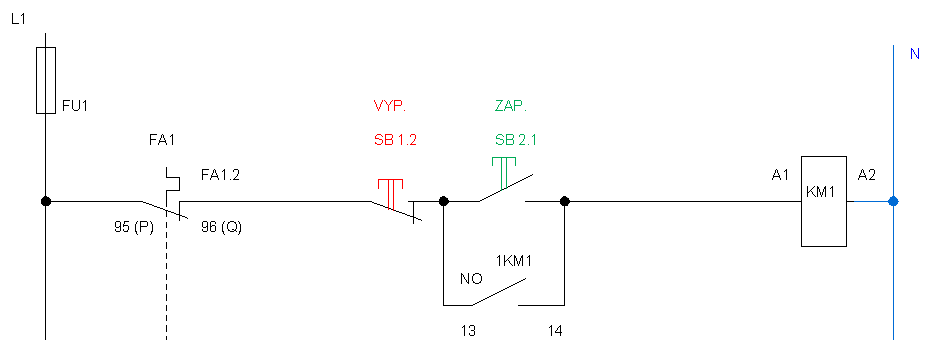 L1
N
FU1
VYP.
ZAP.
FA1
SB 1.2
SB 2.1
FA1.2
A1
KM1
A2
95 (P)
96 (Q)
1KM1
NO
13
14